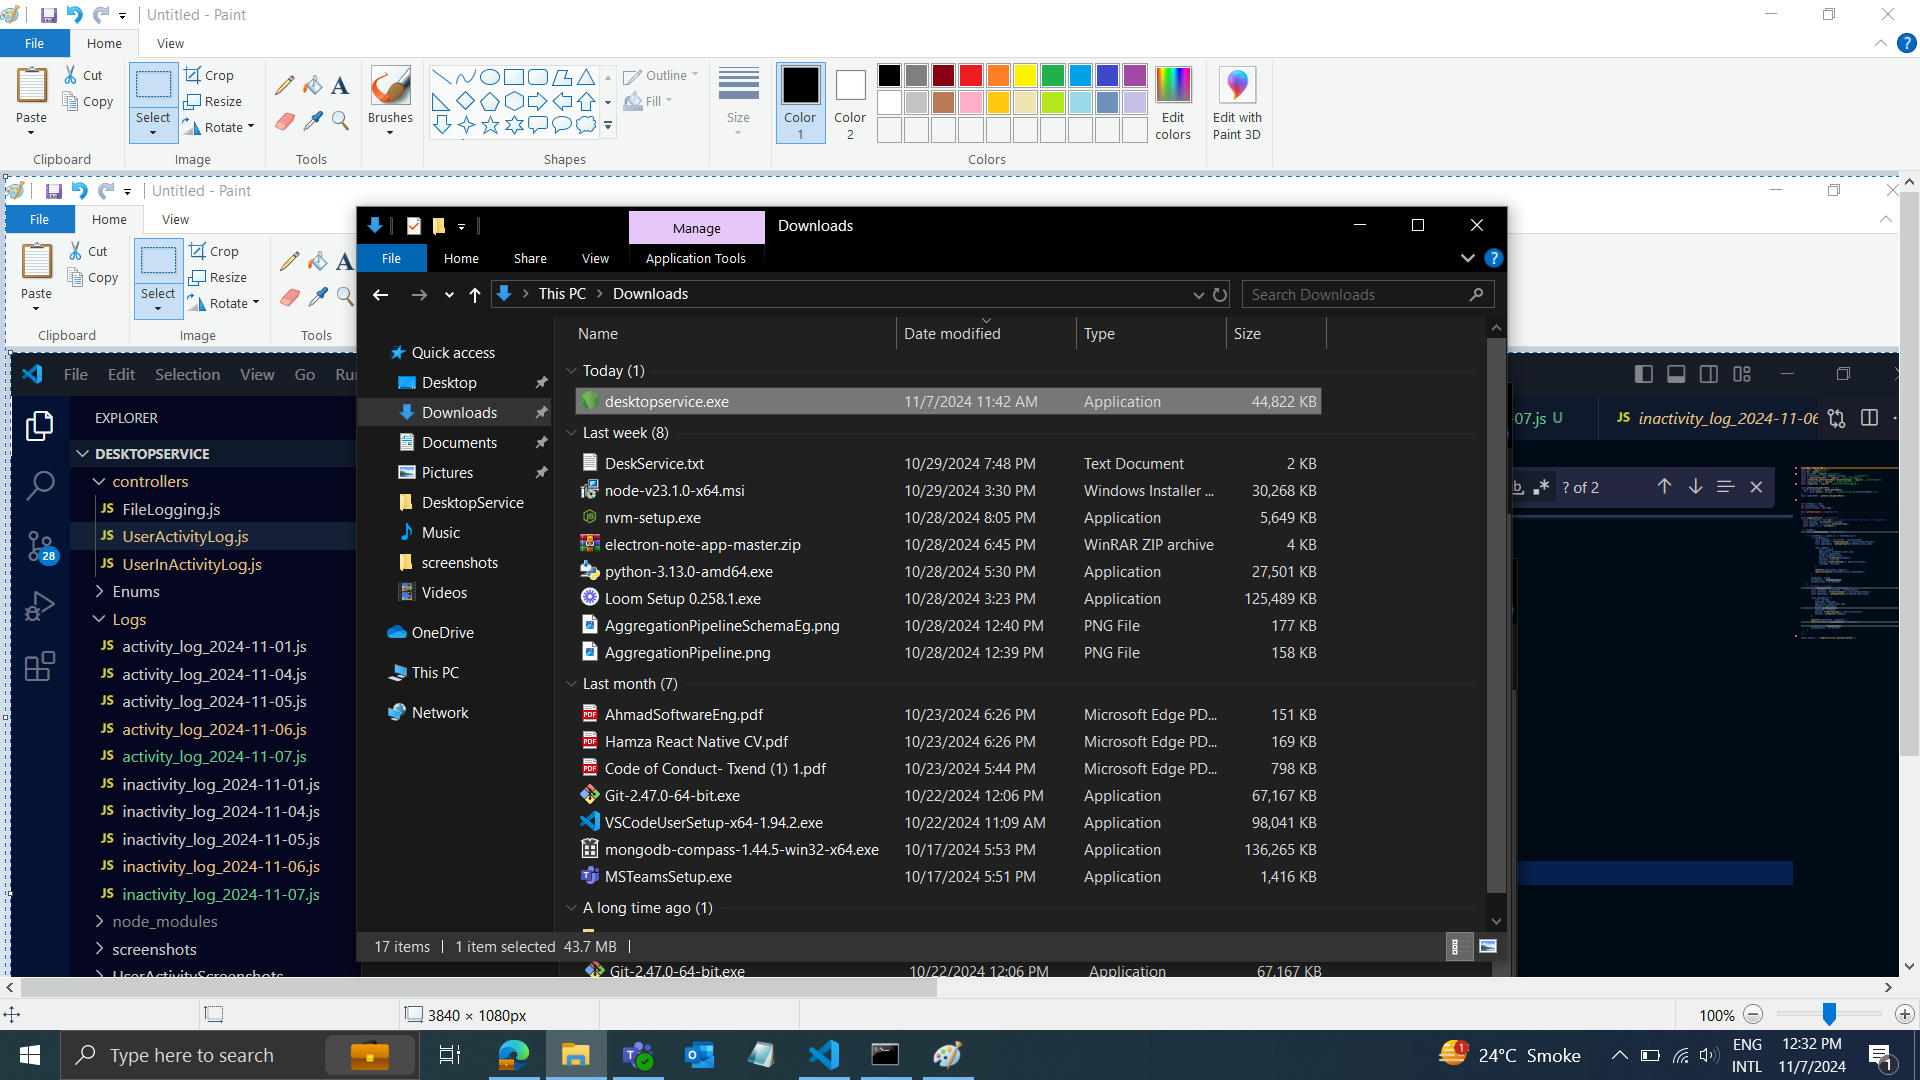 Untitled - Paint
File Home View
Paste
Cut
Copy
Clipboard
Select
Crop
Resize
Rotate
Image
Tools
Brushes
Shapes
Outline
Fill
Size
Color 1
Color 2
Colors
Edit colors
Edit with Paint 3D
Untitled - Paint
File Home View
Paste
Cut
Copy
Clipboard
Select
Crop
Resize
Rotate
Image
Tools
Manage Downloads
File Home Share View Application Tools
This PC Downloads
Search Downloads
Quick access
Desktop
Downloads
Documents
Pictures
DesktopService
Music
screenshots
Videos
OneDrive
This PC
Network
Name Date modified Type Size
Today (1)
desktopservice.exe 11/7/2024 11:42 AM Application 44,822 KB
Last week (8)
DeskService.txt 10/29/2024 7:48 PM Text Document 2 KB
node-v23.1.0-x64.msi 10/29/2024 3:30 PM Windows Installer ... 30,268 KB
nvm-setup.exe 10/28/2024 8:05 PM Application 5,649 KB
electron-note-app-master.zip 10/28/2024 6:45 PM WinRAR ZIP archive 4 KB
python-3.13.0-amd64.exe 10/28/2024 5:30 PM Application 27,501 KB
Loom Setup 0.258.1.exe 10/28/2024 3:23 PM Application 125,489 KB
AggregationPipelineSchemaEg.png 10/28/2024 12:40 PM PNG File 177 KB
AggregationPipeline.png 10/28/2024 12:39 PM PNG File 158 KB
Last month (7)
AhmadSoftwareEng.pdf 10/23/2024 6:26 PM Microsoft Edge PD... 151 KB
Hamza React Native CV.pdf 10/23/2024 6:26 PM Microsoft Edge PD... 169 KB
Code of Conduct- Txend (1) 1.pdf 10/23/2024 5:44 PM Microsoft Edge PD... 798 KB
Git-2.47.0-64-bit.exe 10/22/2024 12:06 PM Application 67,167 KB
VSCodeUserSetup-x64-1.94.2.exe 10/22/2024 11:09 AM Application 98,041 KB
mongodb-compass-1.44.5-win32-x64.exe 10/17/2024 5:53 PM Application 136,265 KB
MSTeamsSetup.exe 10/17/2024 5:51 PM Application 1,416 KB
A long time ago (1)
17 items 1 item selected 43.7 MB
Git-2.47.0-64-bit.exe 10/22/2024 12:06 PM Application 67,167 KB
File Edit Selection View Go
EXPLORER
DESKTOPSERVICE
controllers
JS FileLogging.js
JS UserActivityLog.js
JS UserInActivityLog.js
28
Enums
Logs
JS activity_log_2024-11-01.js
JS activity_log_2024-11-04.js
JS activity_log_2024-11-05.js
JS activity_log_2024-11-06.js
JS activity_log_2024-11-07.js
JS inactivity_log_2024-11-01.js
JS inactivity_log_2024-11-04.js
JS inactivity_log_2024-11-05.js
JS inactivity_log_2024-11-06.js
JS inactivity_log_2024-11-07.js
node_modules
screenshots
UserActivityScreenshots
07.js U JS inactivity_log_2024-11-06
? of 2
3840 × 1080px
100%
Type here to search
1
24°C Smoke
ENG
INTL
12:32 PM
11/7/2024
1